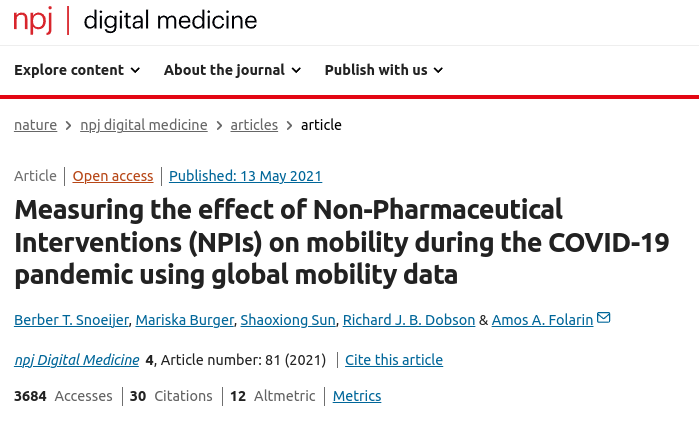 npj | digital medicine
Explore content About the journal Publish with us
nature > npj digital medicine > articles > article
Article | Open access | Published: 13 May 2021
Measuring the effect of Non-Pharmaceutical
Interventions (NPIs) on mobility during the COVID-19
pandemic using global mobility data
Berber T. Snoeijer, Mariska Burger, Shaoxiong Sun, Richard J. B. Dobson & Amos A. Folarin
npj Digital Medicine 4, Article number: 81 (2021) | Cite this article
3684 Accesses | 30 Citations | 12 Altmetric | Metrics